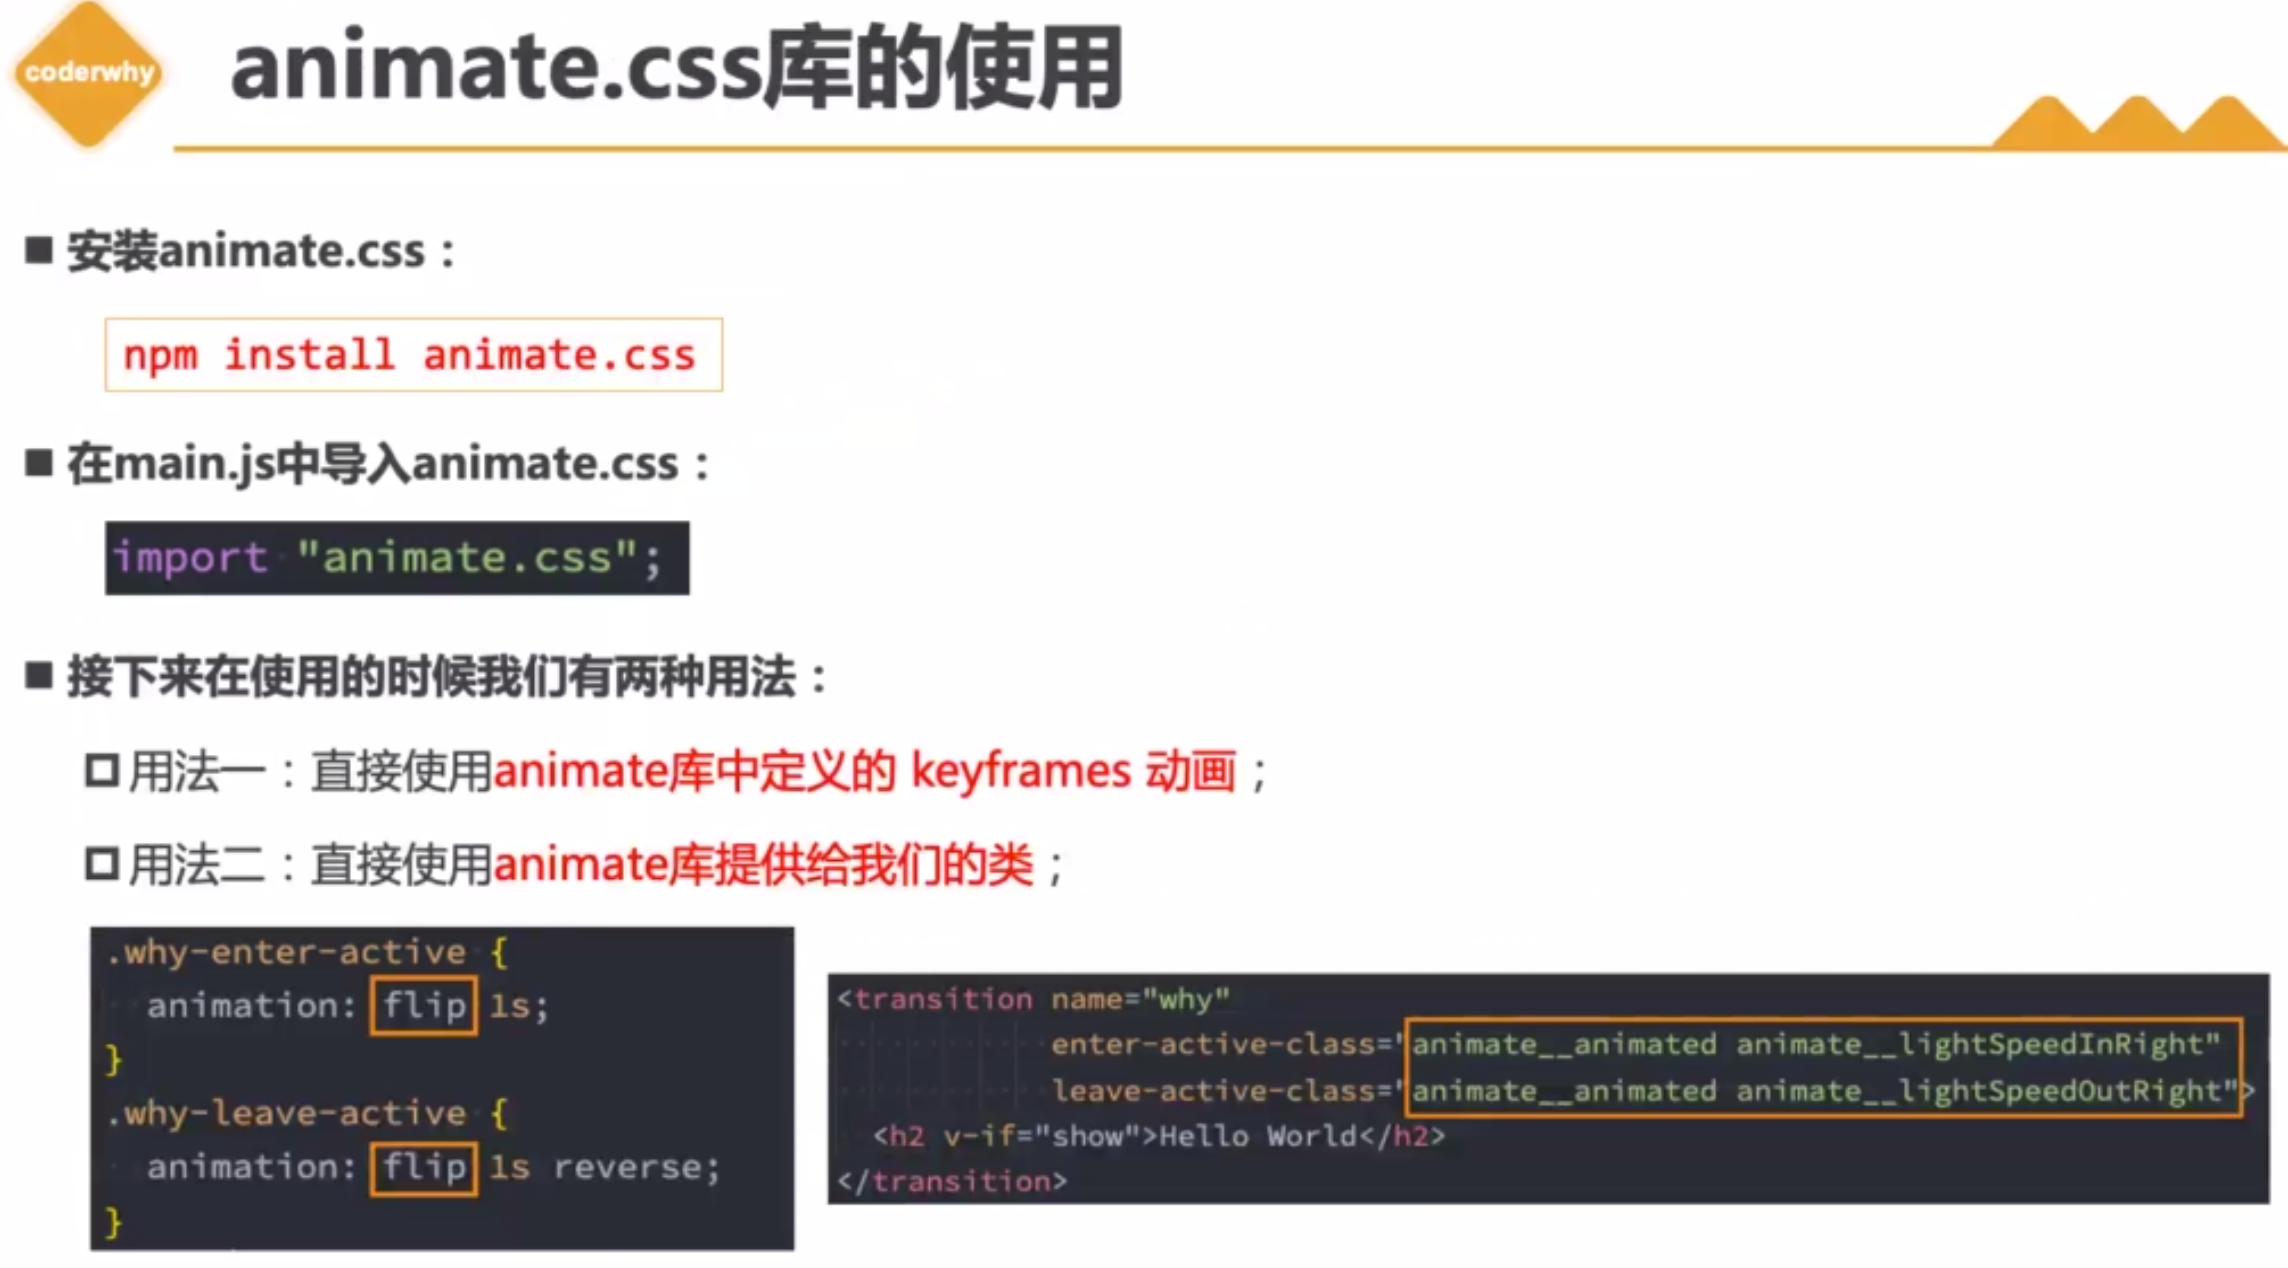 coderwhy
animate.css库的使用
安装animate.css：
npm install animate.css
在main.js中导入animate.css：
import "animate.css";
接下来在使用的时候我们有两种用法：
用法一：直接使用animate库中定义的 keyframes 动画；
用法二：直接使用animate库提供给我们的类；
.why-enter-active {
animation: flip 1s;
}
.why-leave-active {
animation: flip 1s reverse;
}
<transition name="why"
enter-active-class="animate__animated animate__lightSpeedInRight"
leave-active-class="animate__animated animate__lightSpeedOutRight">
<h2 v-if="show">Hello World</h2>
</transition>